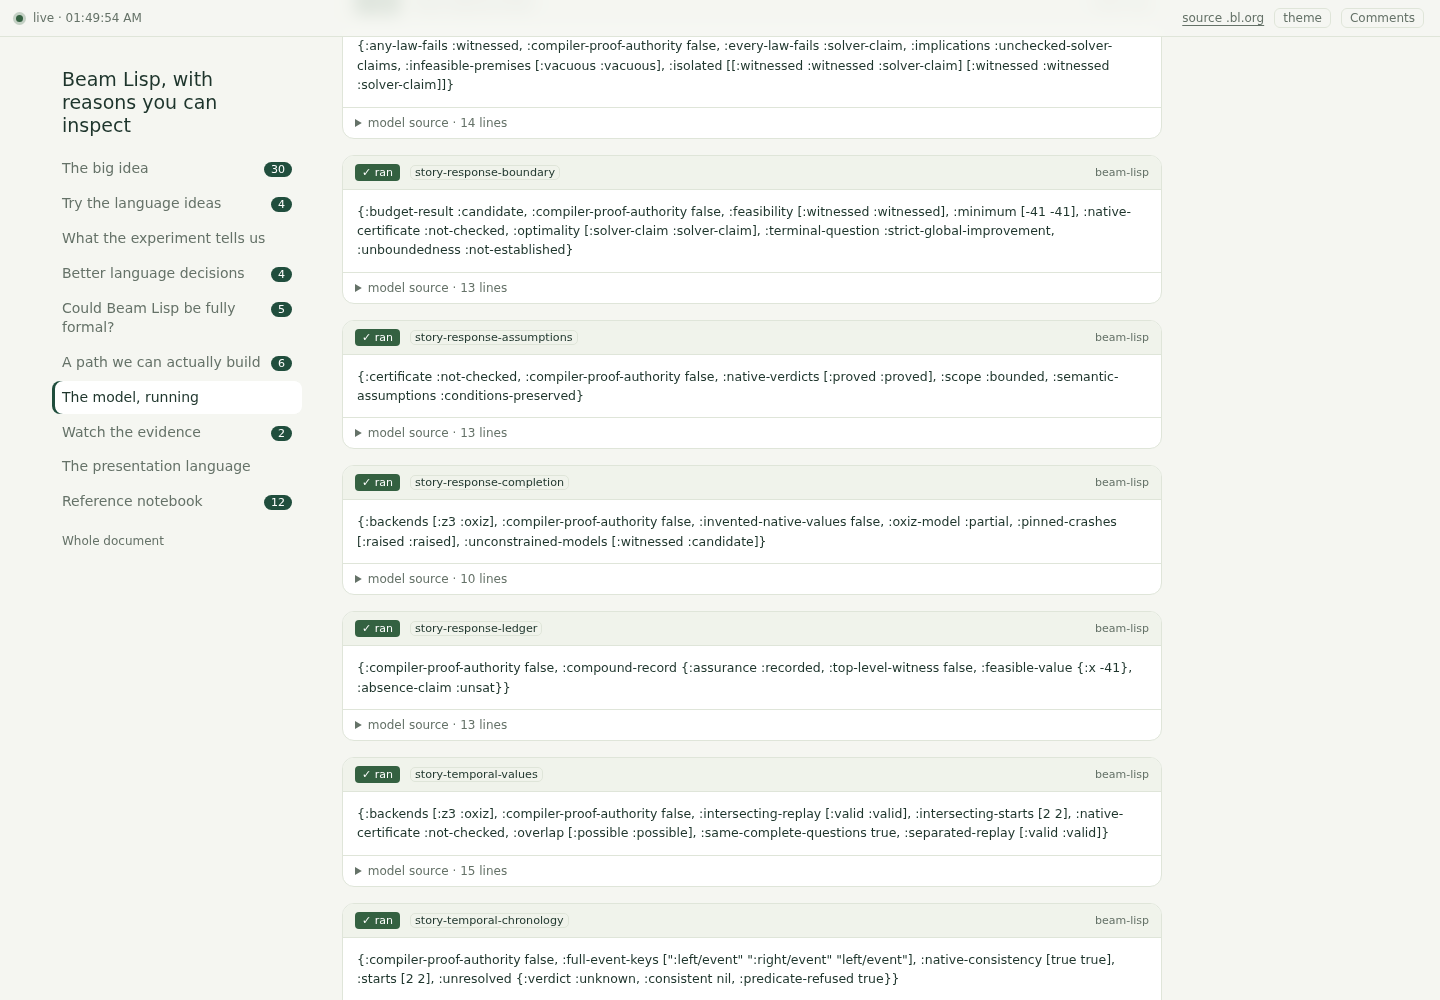 live · 01:49:54 AM
source .bl.org
theme
Comments
Beam Lisp, with
reasons you can
inspect
The big idea
30
Try the language ideas
4
What the experiment tells us
Better language decisions
4
Could Beam Lisp be fully
formal?
5
A path we can actually build
6
The model, running
Watch the evidence
2
The presentation language
Reference notebook
12
Whole document
{:any-law-fails :witnessed, :compiler-proof-authority false, :every-law-fails :solver-claim, :implications :unchecked-solver-
claims, :infeasible-premises [:vacuous :vacuous], :isolated [[:witnessed :witnessed :solver-claim] [:witnessed :witnessed
:solver-claim]]}
▶ model source · 14 lines
✓ ran
story-response-boundary
beam-lisp
{:budget-result :candidate, :compiler-proof-authority false, :feasibility [:witnessed :witnessed], :minimum [-41 -41], :native-
certificate :not-checked, :optimality [:solver-claim :solver-claim], :terminal-question :strict-global-improvement,
:unboundedness :not-established}
▶ model source · 13 lines
✓ ran
story-response-assumptions
beam-lisp
{:certificate :not-checked, :compiler-proof-authority false, :native-verdicts [:proved :proved], :scope :bounded, :semantic-
assumptions :conditions-preserved}
▶ model source · 13 lines
✓ ran
story-response-completion
beam-lisp
{:backends [:z3 :oxiz], :compiler-proof-authority false, :invented-native-values false, :oxiz-model :partial, :pinned-crashes
[:raised :raised], :unconstrained-models [:witnessed :candidate]}
▶ model source · 10 lines
✓ ran
story-response-ledger
beam-lisp
{:compiler-proof-authority false, :compound-record {:assurance :recorded, :top-level-witness false, :feasible-value {:x -41},
:absence-claim :unsat}}
▶ model source · 13 lines
✓ ran
story-temporal-values
beam-lisp
{:backends [:z3 :oxiz], :compiler-proof-authority false, :intersecting-replay [:valid :valid], :intersecting-starts [2 2], :native-
certificate :not-checked, :overlap [:possible :possible], :same-complete-questions true, :separated-replay [:valid :valid]}
▶ model source · 15 lines
✓ ran
story-temporal-chronology
beam-lisp
{:compiler-proof-authority false, :full-event-keys [":left/event" ":right/event" "left/event"], :native-consistency [true true],
:starts [2 2], :unresolved {:verdict :unknown, :consistent nil, :predicate-refused true}}